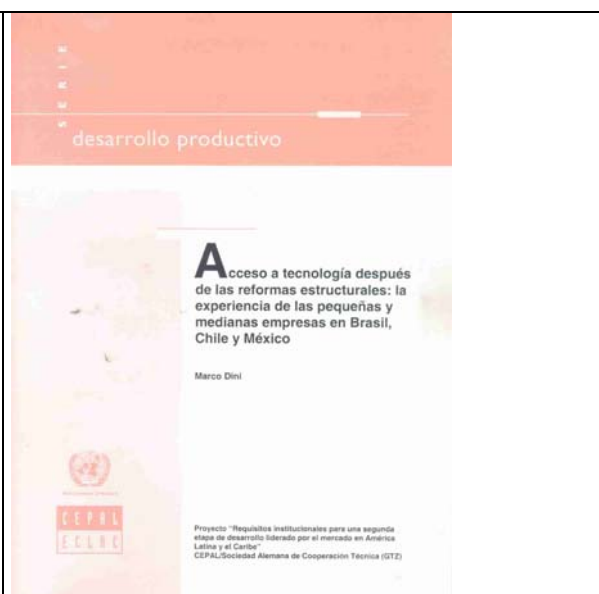 SERIE
desarrollo productivo
Acceso a tecnología después
de las reformas estructurales: la
experiencia de las pequeñas y
medianas empresas en Brasil,
Chile y México
Marco Dini
CEPAL
ECLAC
Proyecto "Requisitos institucionales para una segunda
etapa de desarrollo liderado por el mercado en América
Latina y el Caribe"
CEPAL/Sociedad Alemana de Cooperación Técnica (GTZ)